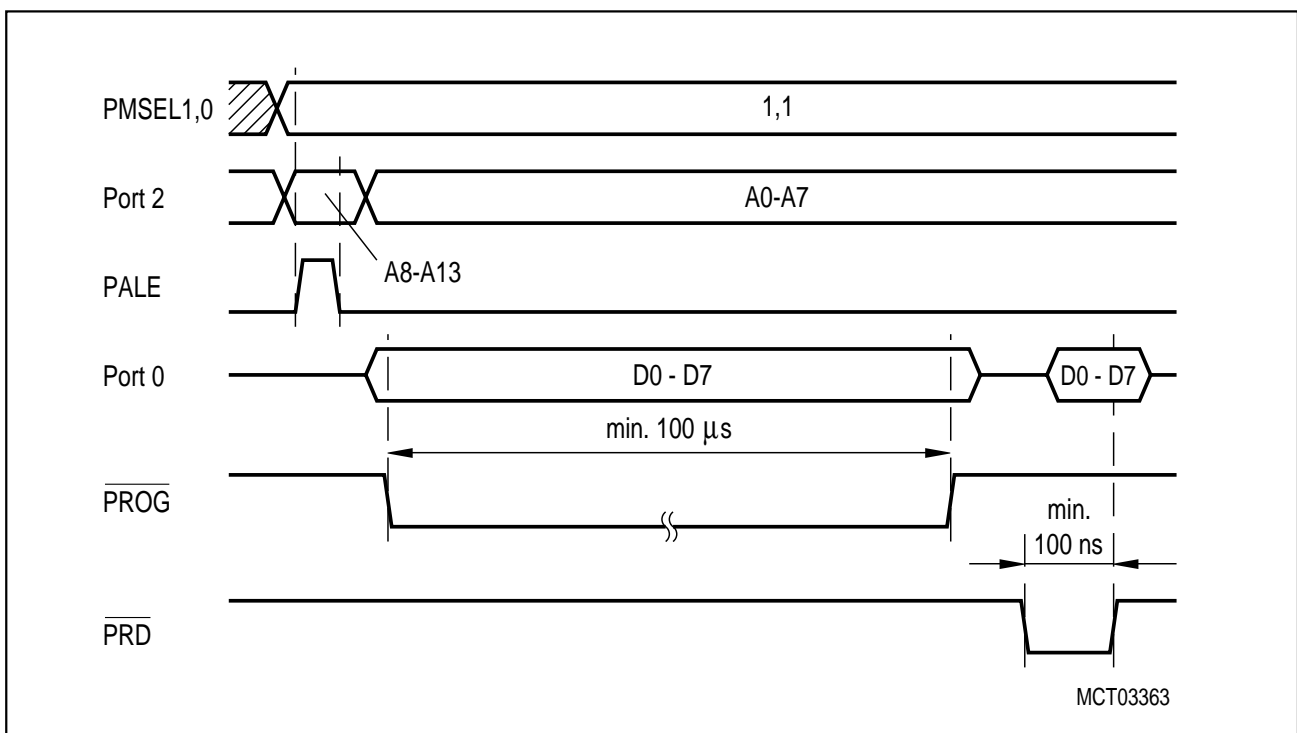 PMSEL1,0
1,1
Port 2
A0-A7
A8-A13
PALE
Port 0
D0 - D7
D0 - D7
min. 100 μs
PROG
min.
100 ns
PRD
MCT03363